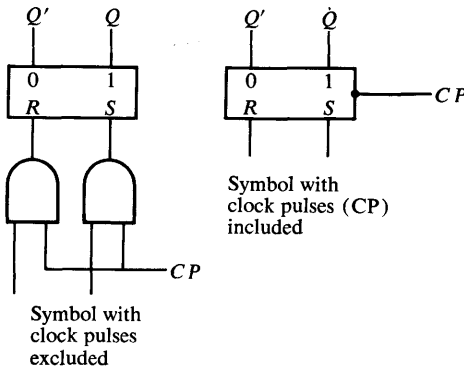 Q' Q
0 1
R S
CP
Symbol with
clock pulses
excluded
Q' Q
0 1
R S
CP
Symbol with
clock pulses (CP)
included